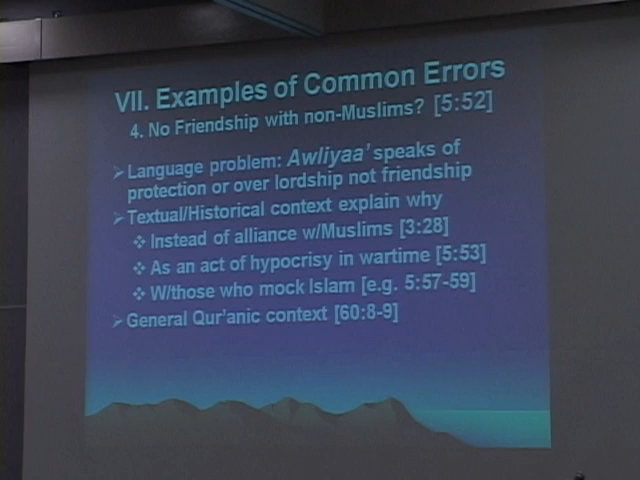 VII. Examples of Common Errors
4. No Friendship with non-Muslims? [5:52]
➢Language problem: Awliyaa' speaks of
protection or over lordship not friendship
➢Textual/Historical context explain why
❖ Instead of alliance w/Muslims [3:28]
❖ As an act of hypocrisy in wartime [5:53]
❖ W/those who mock Islam [e.g. 5:57-59]
➢General Qur'anic context [60:8-9]